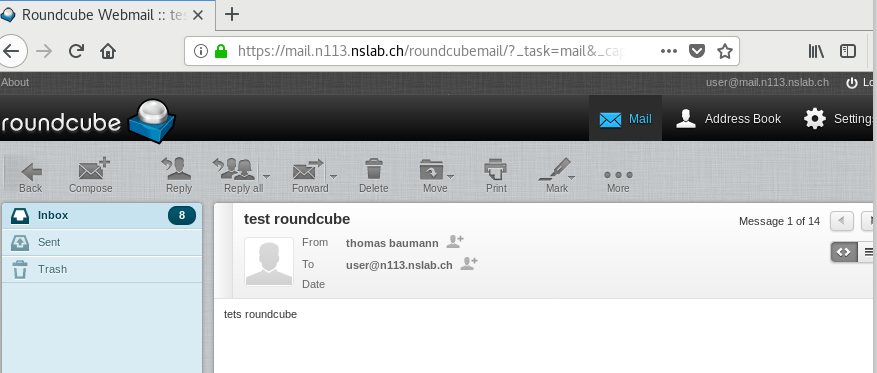 Roundcube Webmail :: tes
https://mail.n113.nslab.ch/roundcubemail/?_task=mail&_cap
About
user@mail.n113.nslab.ch Lo
roundcube
Mail Address Book Settings
Back Compose Reply Reply all Forward Delete Move Print Mark More
Inbox 8
Sent
Trash
test roundcube
Message 1 of 14
From thomas baumann
To user@n113.nslab.ch
Date
tets roundcube